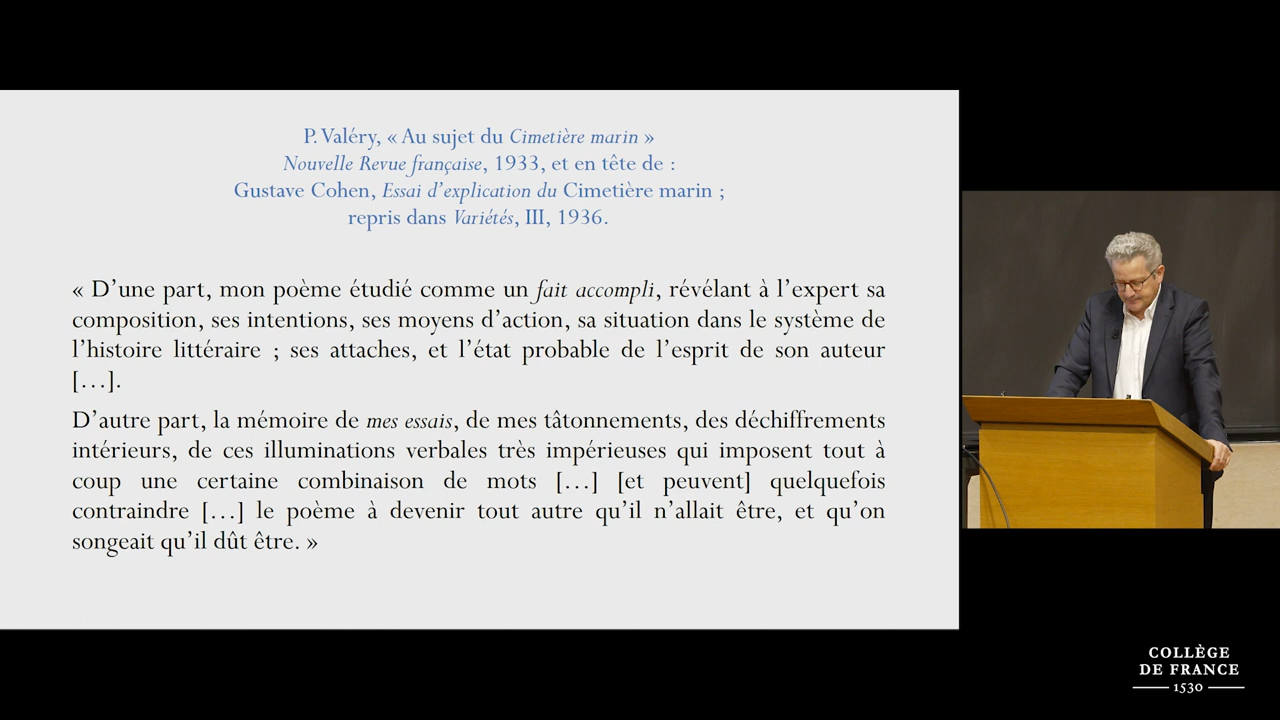 P. Valéry, « Au sujet du Cimetière marin »
Nouvelle Revue française, 1933, et en tête de :
Gustave Cohen, Essai d’explication du Cimetière marin ;
repris dans Variétés, III, 1936.
« D’une part, mon poème étudié comme un fait accompli, révélant à l’expert sa
composition, ses intentions, ses moyens d’action, sa situation dans le système de
l’histoire littéraire ; ses attaches, et l’état probable de l’esprit de son auteur
[…].
D’autre part, la mémoire de mes essais, de mes tâtonnements, des déchiffrements
intérieurs, de ces illuminations verbales très impérieuses qui imposent tout à
coup une certaine combinaison de mots […] [et peuvent] quelquefois
contraindre […] le poème à devenir tout autre qu’il n’allait être, et qu’on
songeait qu’il dût être. »
COLLÈGE
DE FRANCE
1530